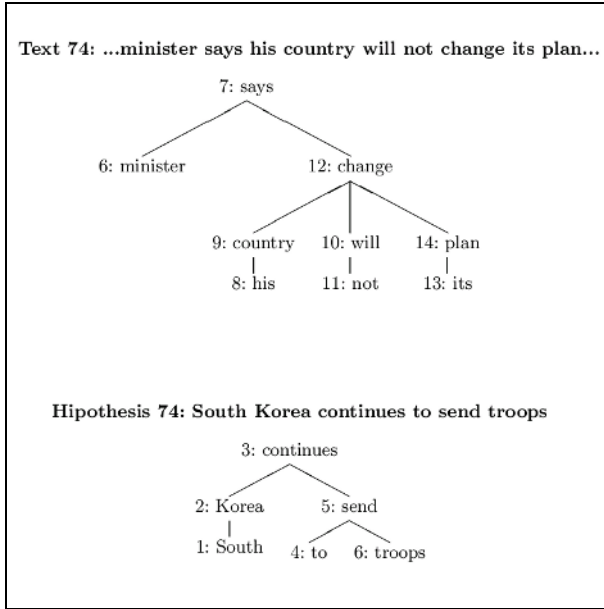 Text 74: ...minister says his country will not change its plan...
7: says
6: minister 12: change
9: country 10: will 14: plan
8: his 11: not 13: its
Hipothesis 74: South Korea continues to send troops
3: continues
2: Korea 5: send
1: South 4: to 6: troops